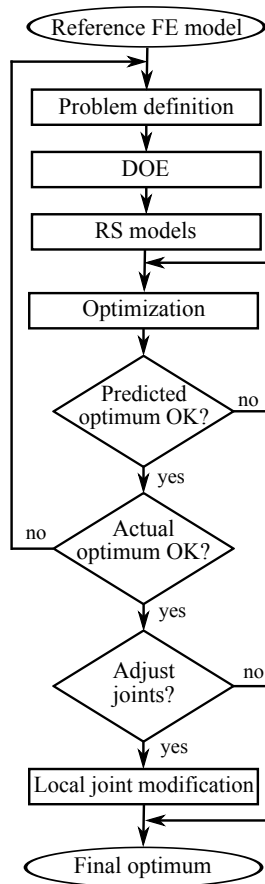 Reference FE model
Problem definition
DOE
RS models
Optimization
Predicted
optimum OK?
no
yes
no
Actual
optimum OK?
yes
Adjust
joints?
no
yes
Local joint modification
Final optimum